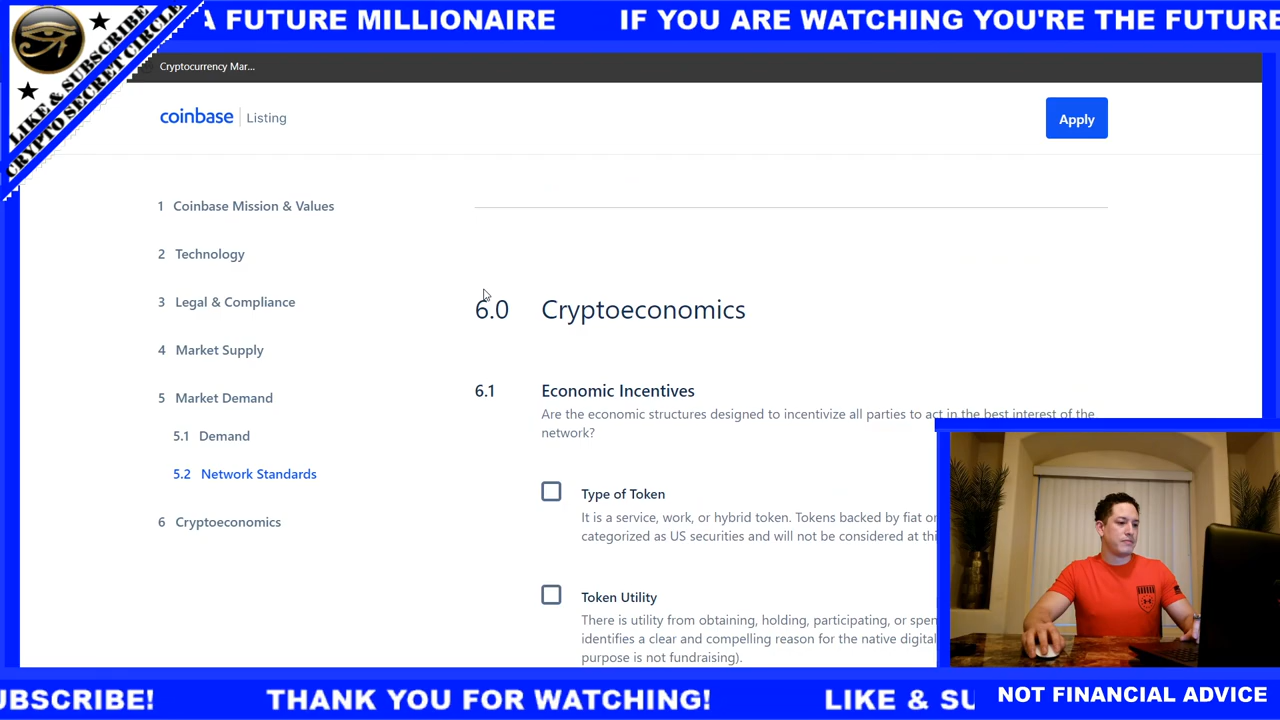 A FUTURE MILLIONAIRE
IF YOU ARE WATCHING YOU'RE THE FUTURE
LIKE & SUBSCRIBE
CRYPTO SECRET CIRCLE
Cryptocurrency Mar...
coinbase | Listing
Apply
1 Coinbase Mission & Values
2 Technology
3 Legal & Compliance
4 Market Supply
5 Market Demand
5.1 Demand
5.2 Network Standards
6 Cryptoeconomics
6.0 Cryptoeconomics
6.1 Economic Incentives
Are the economic structures designed to incentivize all parties to act in the best interest of the
network?
Type of Token
It is a service, work, or hybrid token. Tokens backed by fiat or
categorized as US securities and will not be considered at thi
Token Utility
There is utility from obtaining, holding, participating, or spen
identifies a clear and compelling reason for the native digital
purpose is not fundraising).
UBSCRIBE!
THANK YOU FOR WATCHING!
LIKE & SU
NOT FINANCIAL ADVICE